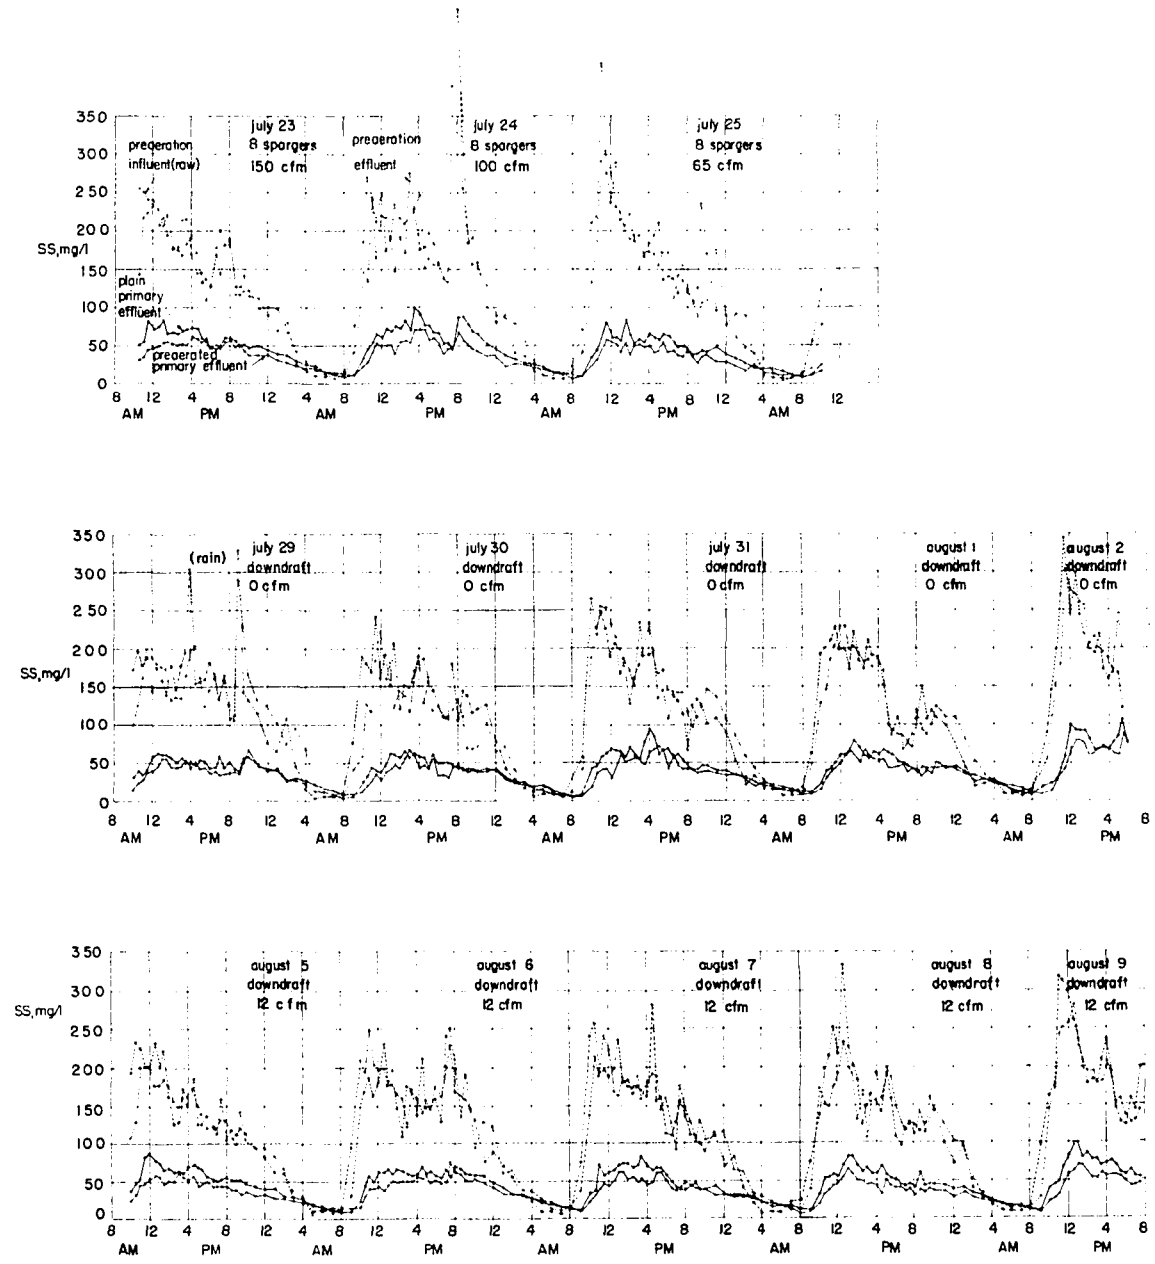 350
300
250
200
SS,mg/l
150
100
50
0
preaeration
influent(raw)
july 23
8 spargers
150 cfm
preaeration
effluent
july 24
8 spargers
100 cfm
july 25
8 spargers
65 cfm
plain
primary
effluent
preaerated
primary effluent
8 12 4 8 12 4 8 12 4 8 12 4 8 12 4 8 12 4 8 12
AM PM AM PM AM PM AM
350
300
250
200
SS,mg/l
150
100
50
0
(rain)
july 29
downdraft
0 cfm
july 30
downdraft
0 cfm
july 31
downdraft
0 cfm
august 1
downdraft
0 cfm
august 2
downdraft
0 cfm
8 12 4 8 12 4 8 12 4 8 12 4 8 12 4 8 12 4 8 12 4 8 12 4 8 12 4 8
AM PM AM PM AM PM AM PM AM PM
350
300
SS,mg/l
250
200
150
100
50
0
august 5
downdraft
12 cfm
august 6
downdraft
12 cfm
august 7
downdraft
12 cfm
august 8
downdraft
12 cfm
august 9
downdraft
12 cfm
8 12 4 8 12 4 8 12 4 8 12 4 8 12 4 8 12 4 8 12 4 8 12 4 8 12 4 8
AM PM AM PM AM PM AM PM AM PM